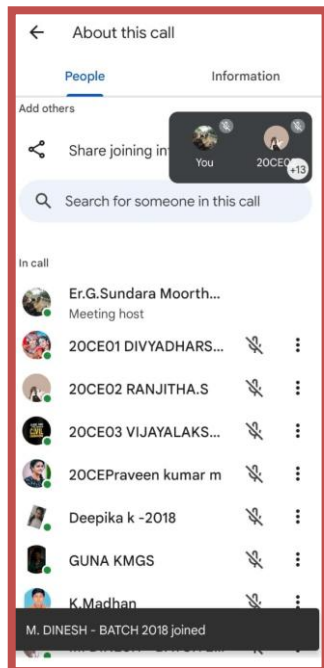 About this call
People
Information
Add others
Share joining in
You
20CE0
+13
Search for someone in this call
In call
Er.G.Sundara Moorth...
Meeting host
20CE01 DIVYADHARS...
20CE02 RANJITHA.S
20CE03 VIJAYALAKS...
20CEPraveen kumar m
Deepika k -2018
GUNA KMGS
K.Madhan
M. DINESH - BATCH 2018 joined